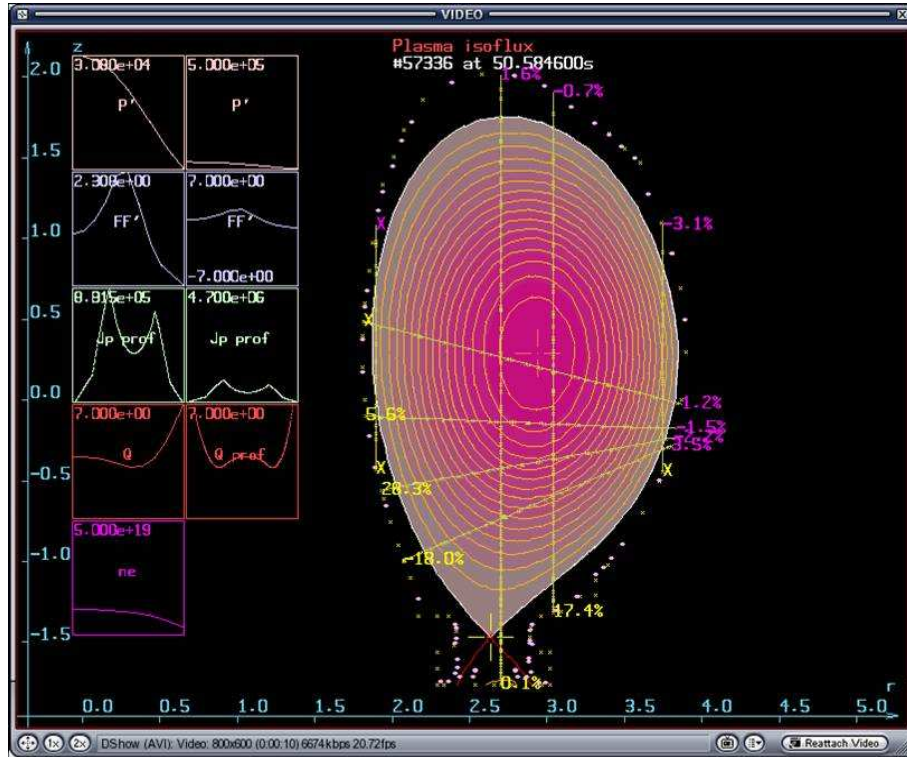 VIDEO
Plasma isoflux
#57336 at 50.584600s
z
2.0
1.5
1.0
0.5
0.0
-0.5
-1.0
-1.5
3.080e+04
P'
5.000e+05
P'
2.308e+00
FF'
7.000e+00
FF'
-7.000e+00
8.815e+05
Jp prof
4.700e+06
Jp prof
7.000e+00
Q
7.000e+00
Q prof
5.000e+19
ne
1.6%
-0.7%
X
-3.1%
X
-1.2%
5.6%
-1.5%
3.5%
X
X
28.3%
-18.0%
17.4%
0.1%
r
0.0 0.5 1.0 1.5 2.0 2.5 3.0 3.5 4.0 4.5 5.0
1x 2x DShow (AVI): Video: 800x600 (0:00:10) 6674kbps 20.72fps Reattach Video